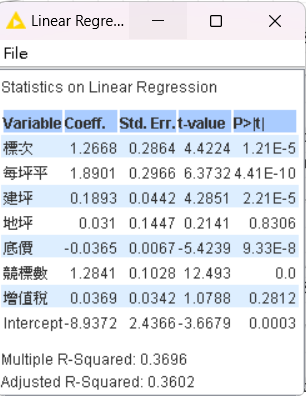 Linear Regre...
File
Statistics on Linear Regression
Variable Coeff. Std. Err. t-value P>|t|
標次 1.2668 0.2864 4.4224 1.21E-5
每坪平 1.8901 0.2966 6.3732 4.41E-10
建坪 0.1893 0.0442 4.2851 2.21E-5
地坪 0.031 0.1447 0.2141 0.8306
底價 -0.0365 0.0067 -5.4239 9.33E-8
競標數 1.2841 0.1028 12.493 0.0
增值稅 0.0369 0.0342 1.0788 0.2812
Intercept -8.9372 2.4366 -3.6679 0.0003
Multiple R-Squared: 0.3696
Adjusted R-Squared: 0.3602